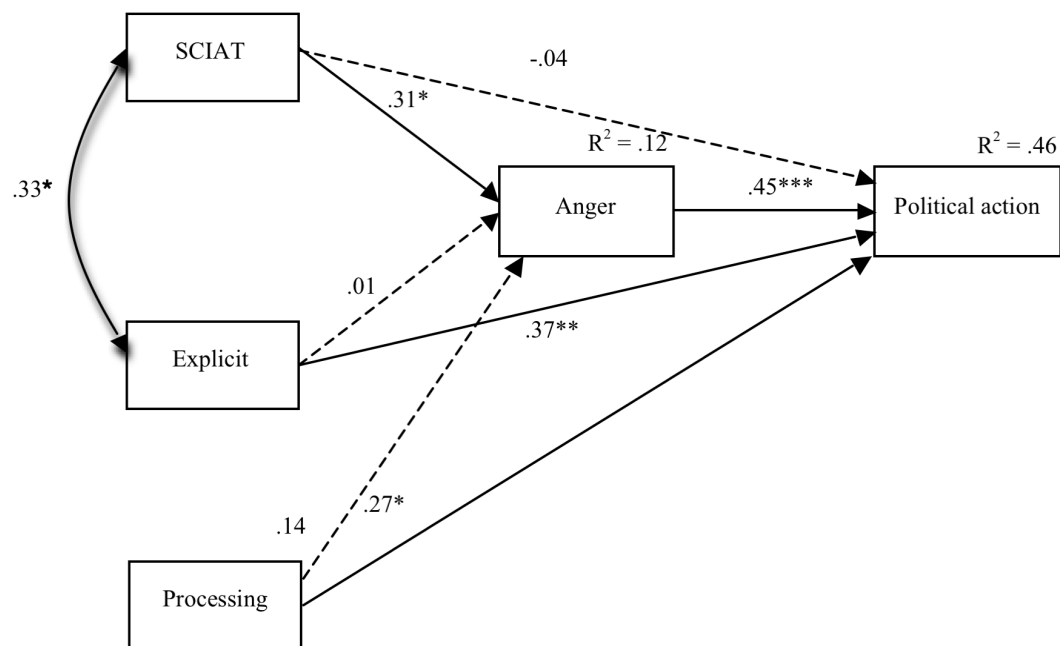 SCIAT
-.04
.31*
R² = .12
R² = .46
.33*
Anger
.45***
Political action
.01
.37**
Explicit
.27*
.14
Processing